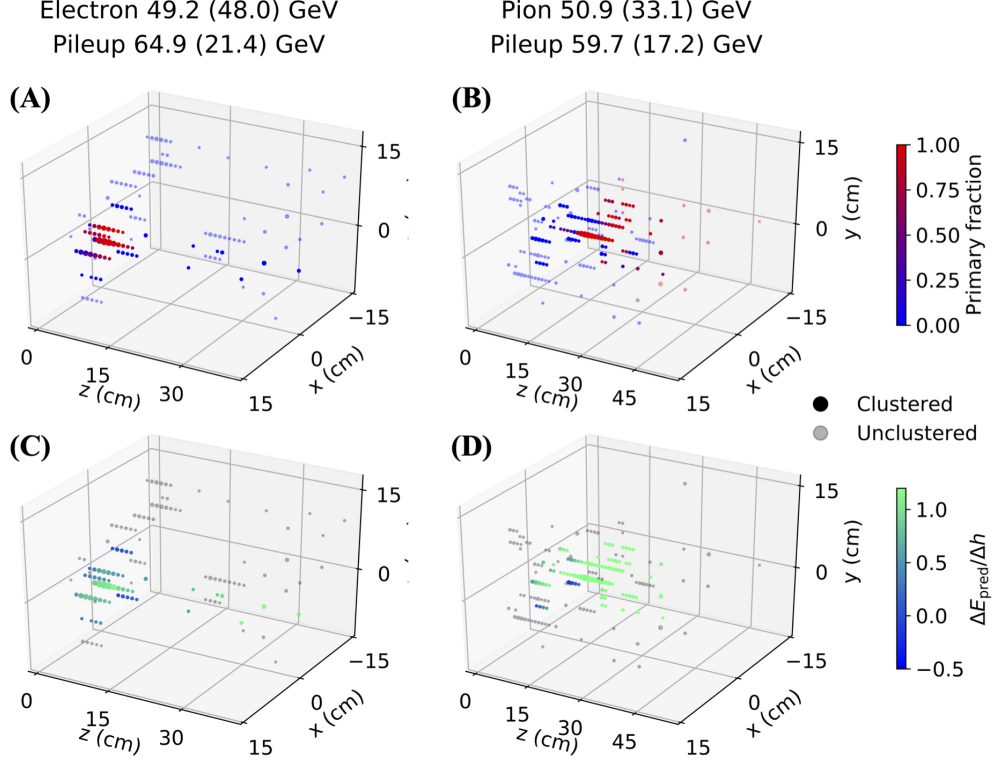 Electron 49.2 (48.0) GeV
Pileup 64.9 (21.4) GeV
Pion 50.9 (33.1) GeV
Pileup 59.7 (17.2) GeV
(A)
15
0
−15
0
15
30
15
0
z (cm)
x (cm)
(B)
15
0
−15
0
15
30
45
15
0
z (cm)
x (cm)
y (cm)
1.00
0.75
0.50
0.25
0.00
Primary fraction
Clustered
Unclustered
(C)
15
0
−15
0
15
30
15
0
z (cm)
x (cm)
(D)
15
0
−15
0
15
30
45
15
0
z (cm)
x (cm)
y (cm)
1.0
0.5
0.0
−0.5
ΔE_pred/Δh